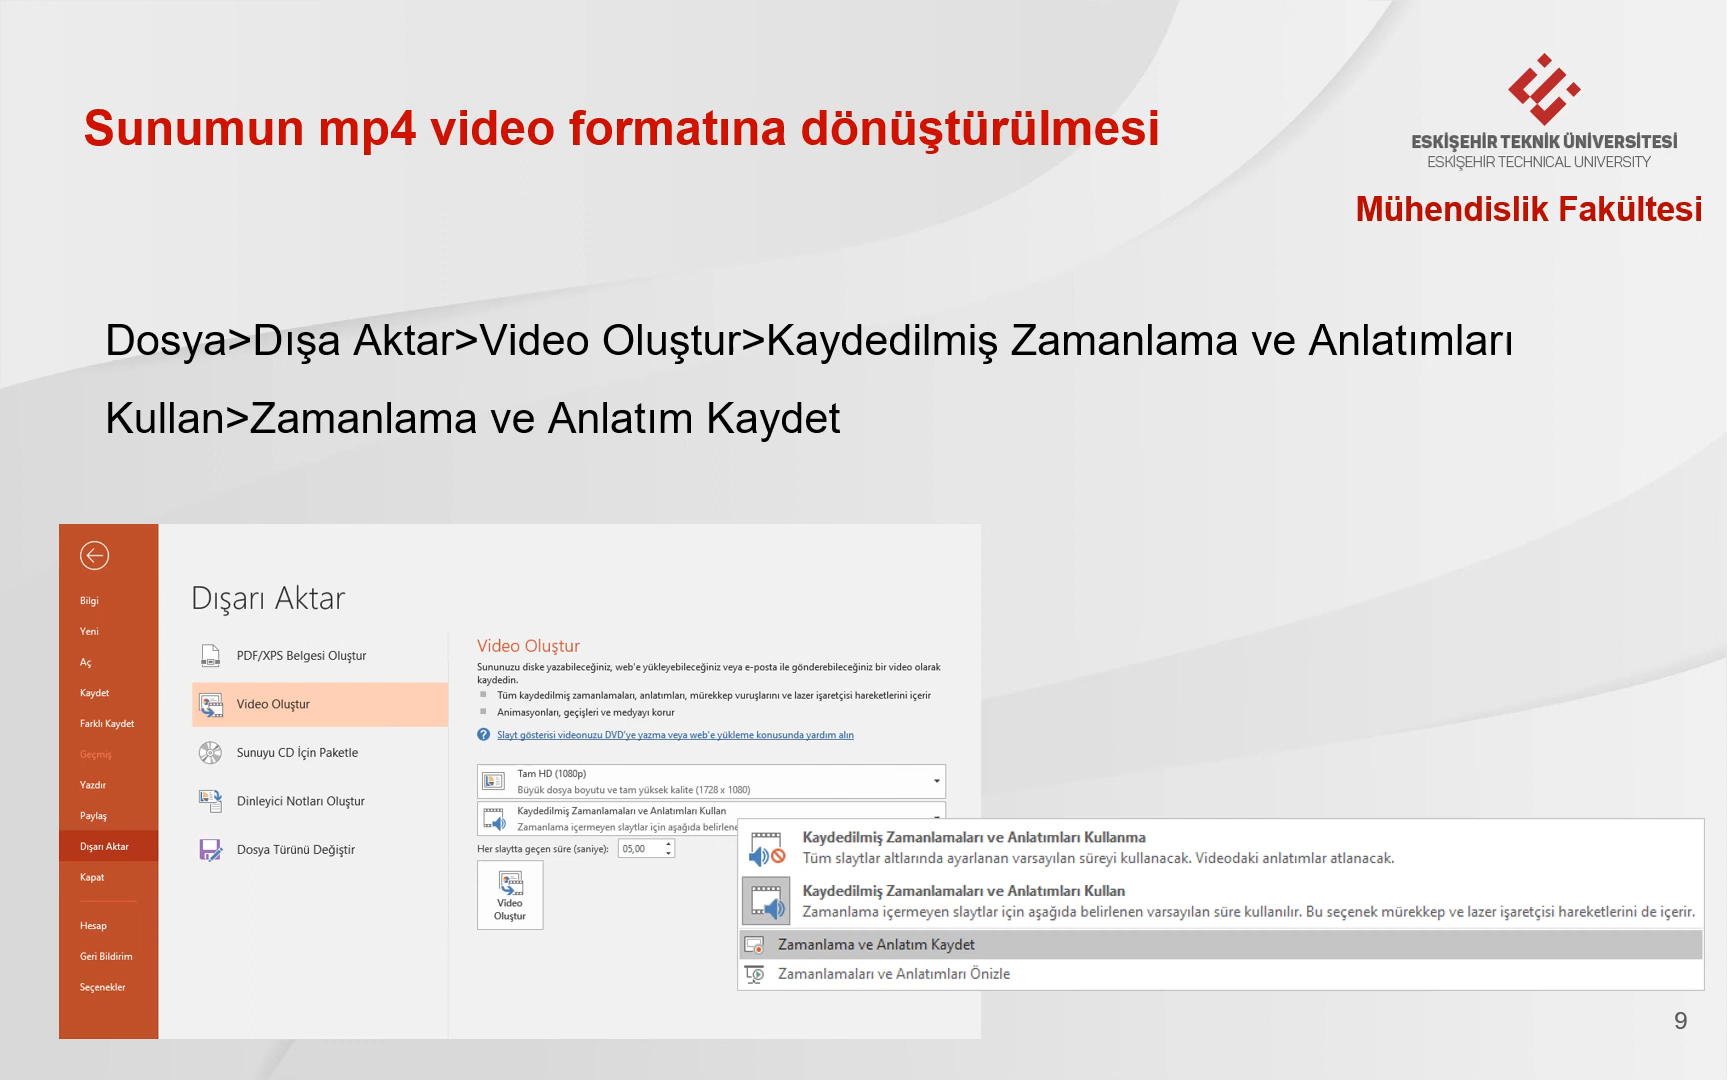 Sunumun mp4 video formatına dönüştürülmesi
ESKİŞEHİR TEKNİK ÜNİVERSİTESİ
ESKİŞEHİR TECHNICAL UNIVERSITY
Mühendislik Fakültesi
Dosya>Dışa Aktar>Video Oluştur>Kaydedilmiş Zamanlama ve Anlatımları
Kullan>Zamanlama ve Anlatım Kaydet
Bilgi
Yeni
Aç
Kaydet
Farklı Kaydet
Geçmiş
Yazdır
Paylaş
Dışarı Aktar
Kapat
Hesap
Geri Bildirim
Seçenekler
Dışarı Aktar
PDF/XPS Belgesi Oluştur
Video Oluştur
Sunuyu CD İçin Paketle
Dinleyici Notları Oluştur
Dosya Türünü Değiştir
Video Oluştur
Sununuzu diske yazabileceğiniz, web'e yükleyebileceğiniz veya e-posta ile gönderebileceğiniz bir video olarak
kaydedin.
Tüm kaydedilmiş zamanlamaları, anlatımları, mürekkep vuruşlarını ve lazer işaretçisi hareketlerini içerir
Animasyonları, geçişleri ve medyayı korur
Slayt gösterisi videonuzu DVD'ye yazma veya web'e yükleme konusunda yardım alın
Tam HD (1080p)
Büyük dosya boyutu ve tam yüksek kalite (1728 x 1080)
Kaydedilmiş Zamanlamaları ve Anlatımları Kullan
Zamanlama içermeyen slaytlar için aşağıda belirlene
Her slaytta geçen süre (saniye): 05,00
Video
Oluştur
Kaydedilmiş Zamanlamaları ve Anlatımları Kullanma
Tüm slaytlar altlarında ayarlanan varsayılan süreyi kullanacak. Videodaki anlatımlar atlanacak.
Kaydedilmiş Zamanlamaları ve Anlatımları Kullan
Zamanlama içermeyen slaytlar için aşağıda belirlenen varsayılan süre kullanılır. Bu seçenek mürekkep ve lazer işaretçisi hareketlerini de içerir.
Zamanlama ve Anlatım Kaydet
Zamanlamaları ve Anlatımları Önizle
9